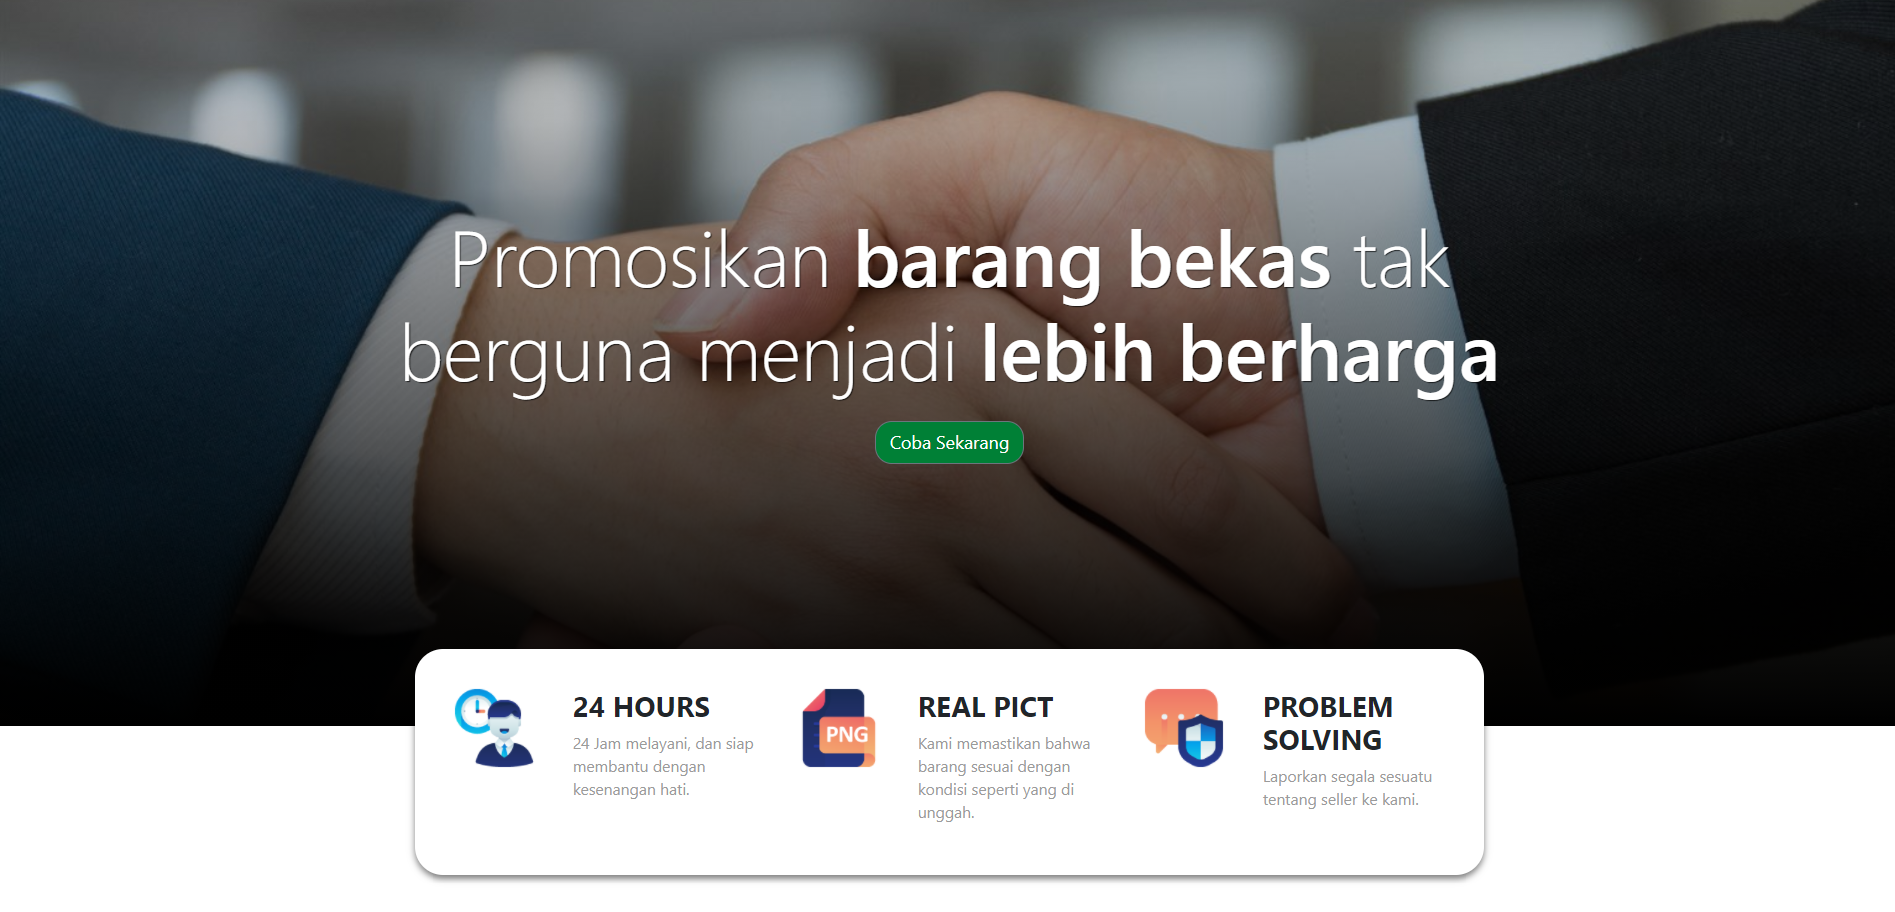 Promosikan barang bekas tak
berguna menjadi lebih berharga
Coba Sekarang
24 HOURS
24 Jam melayani, dan siap
membantu dengan
kesenangan hati.
PNG
REAL PICT
Kami memastikan bahwa
barang sesuai dengan
kondisi seperti yang di
unggah.
PROBLEM
SOLVING
Laporkan segala sesuatu
tentang seller ke kami.